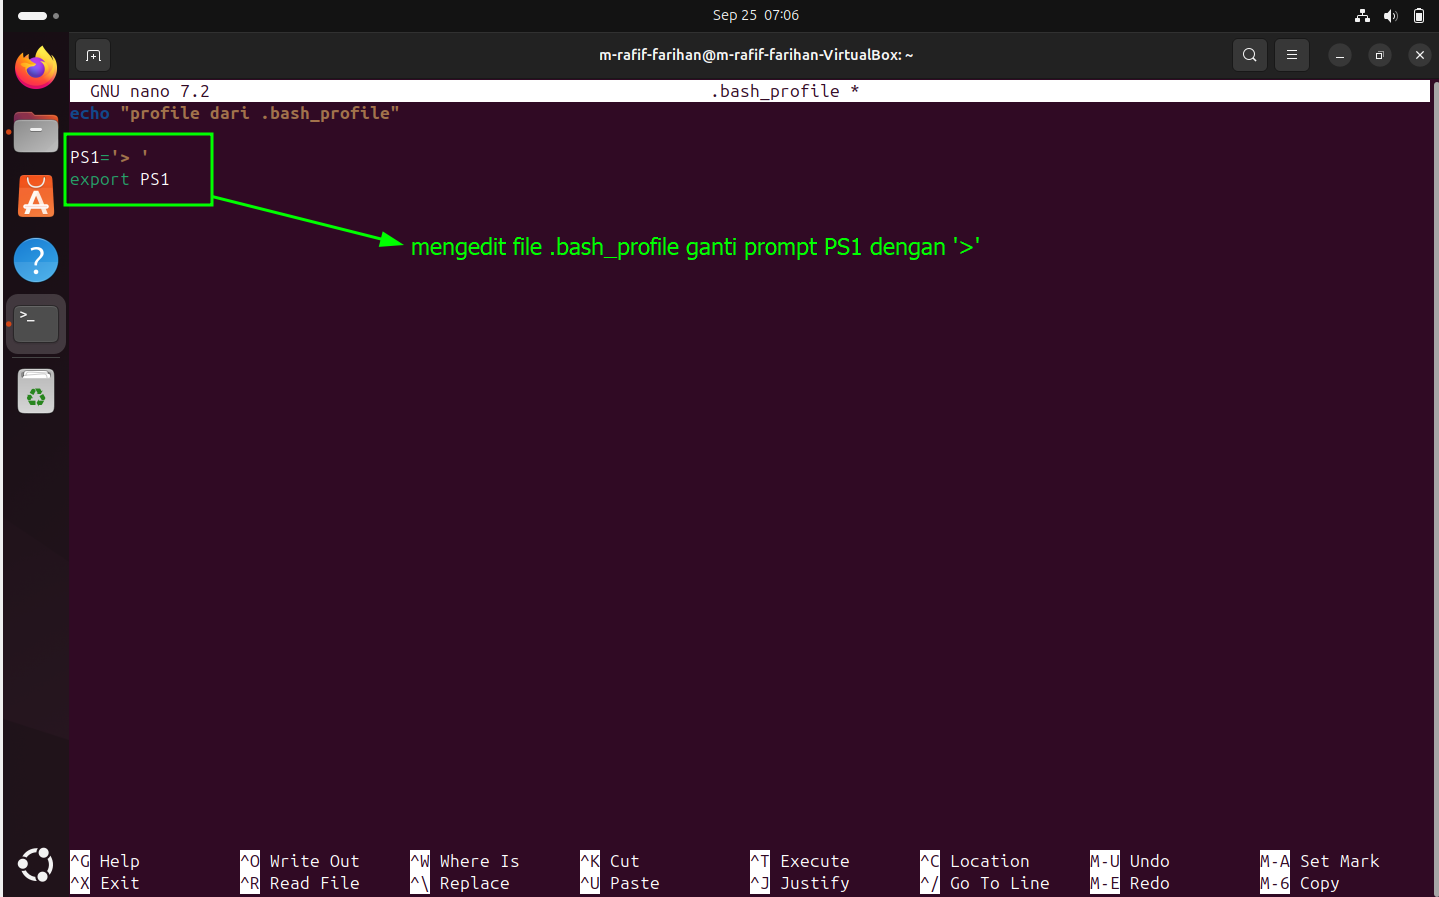 Sep 25 07:06
m-rafif-farihan@m-rafif-farihan-VirtualBox: ~
GNU nano 7.2 .bash_profile *
echo "profile dari .bash_profile"
PS1='> '
export PS1
mengedit file .bash_profile ganti prompt PS1 dengan '>'
^G Help ^O Write Out ^W Where Is ^K Cut ^T Execute ^C Location M-U Undo M-A Set Mark
^X Exit ^R Read File ^\ Replace ^U Paste ^J Justify ^/ Go To Line M-E Redo M-6 Copy